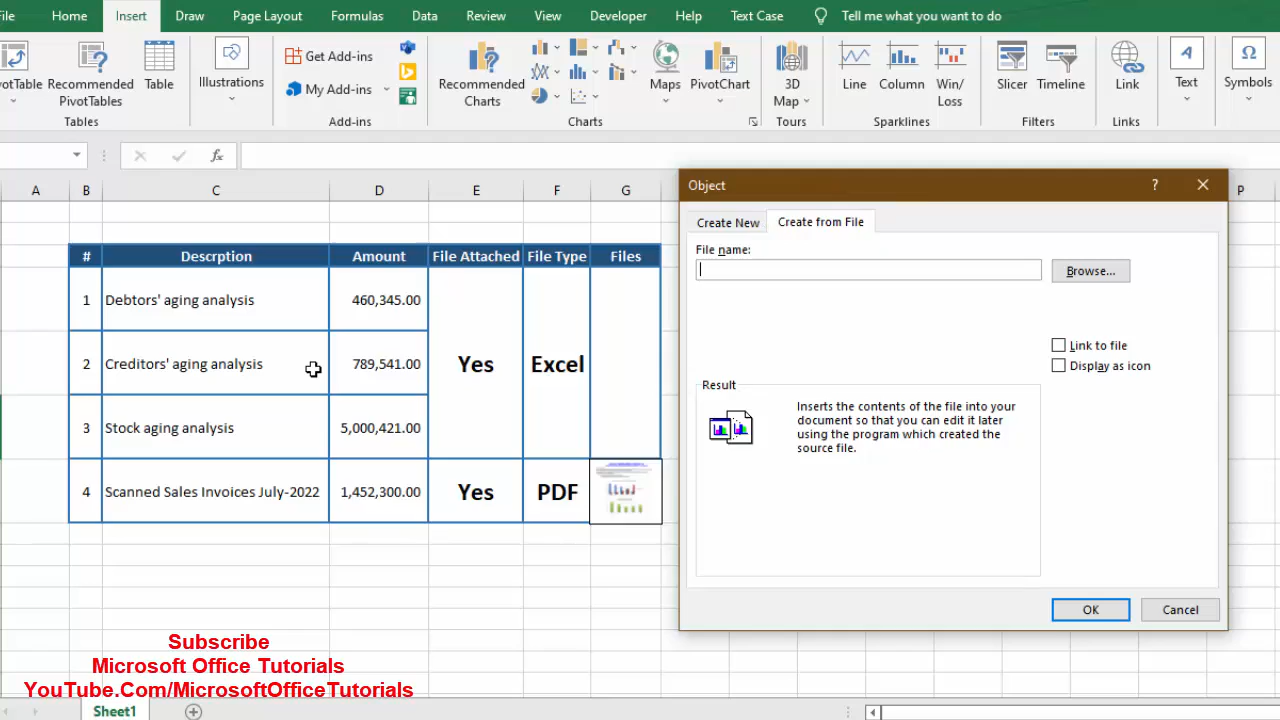 File Home Insert Draw Page Layout Formulas Data Review View Developer Help Text Case Tell me what you want to do
PivotTable
Recommended
PivotTables
Table
Tables
Illustrations
Get Add-ins
My Add-ins
Add-ins
Recommended
Charts
Maps
PivotChart
Charts
3D
Map
Tours
Line
Column
Win/
Loss
Sparklines
Slicer
Timeline
Filters
Link
Links
Text
Symbols
fx
A B C D E F G P
# Descrption Amount File Attached File Type Files
1 Debtors' aging analysis 460,345.00
2 Creditors' aging analysis 789,541.00 Yes Excel
3 Stock aging analysis 5,000,421.00
4 Scanned Sales Invoices July-2022 1,452,300.00 Yes PDF
Object ?
Create New Create from File
File name:
Browse...
Link to file
Display as icon
Result
Inserts the contents of the file into your
document so that you can edit it later
using the program which created the
source file.
OK Cancel
Subscribe
Microsoft Office Tutorials
YouTube.Com/MicrosoftOfficeTutorials
Sheet1